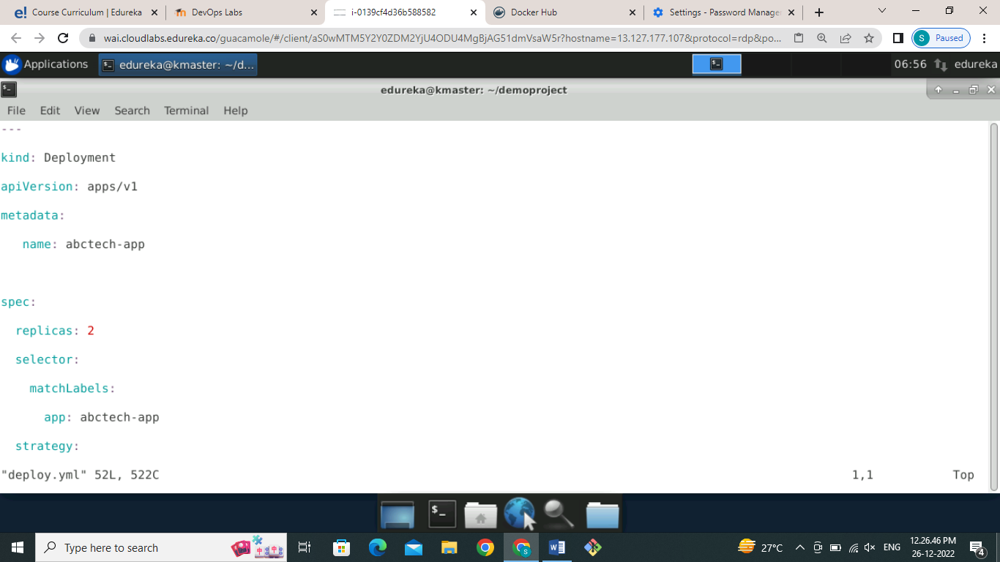 Course Curriculum | Edureka
DevOps Labs
i-0139cf4d36b588582
Docker Hub
Settings - Password Manage
wai.cloudlabs.edureka.co/guacamole/#/client/aS0wMTM5Y2Y0ZDM2YjU4ODU4MgBjAG51dmVsaW5r?hostname=13.127.177.107&protocol=rdp&po...
S Paused
Applications
edureka@kmaster: ~/d...
06:56
edureka
edureka@kmaster: ~/demoproject
File Edit View Search Terminal Help
---
kind: Deployment
apiVersion: apps/v1
metadata:
name: abctech-app
spec:
replicas: 2
selector:
matchLabels:
app: abctech-app
strategy:
"deploy.yml" 52L, 522C 1,1 Top
Type here to search
27°C
ENG
12.26.46 PM
26-12-2022
4